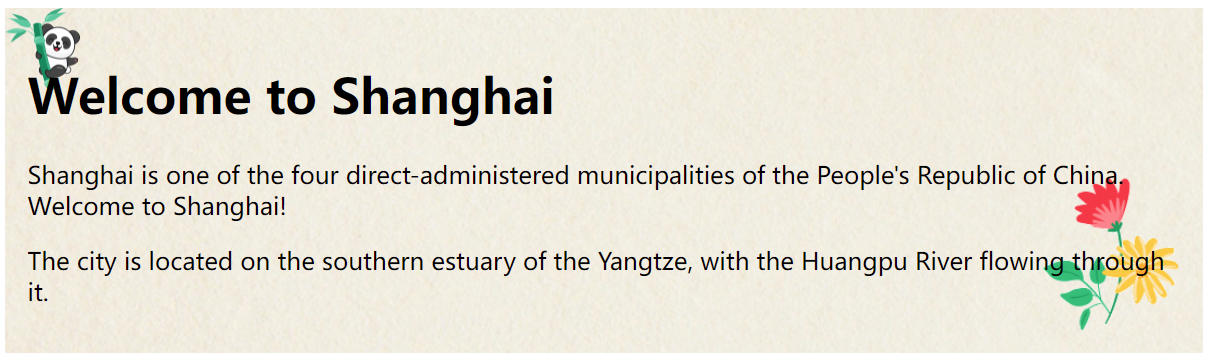 Welcome to Shanghai
Shanghai is one of the four direct-administered municipalities of the People's Republic of China.
Welcome to Shanghai!
The city is located on the southern estuary of the Yangtze, with the Huangpu River flowing through
it.